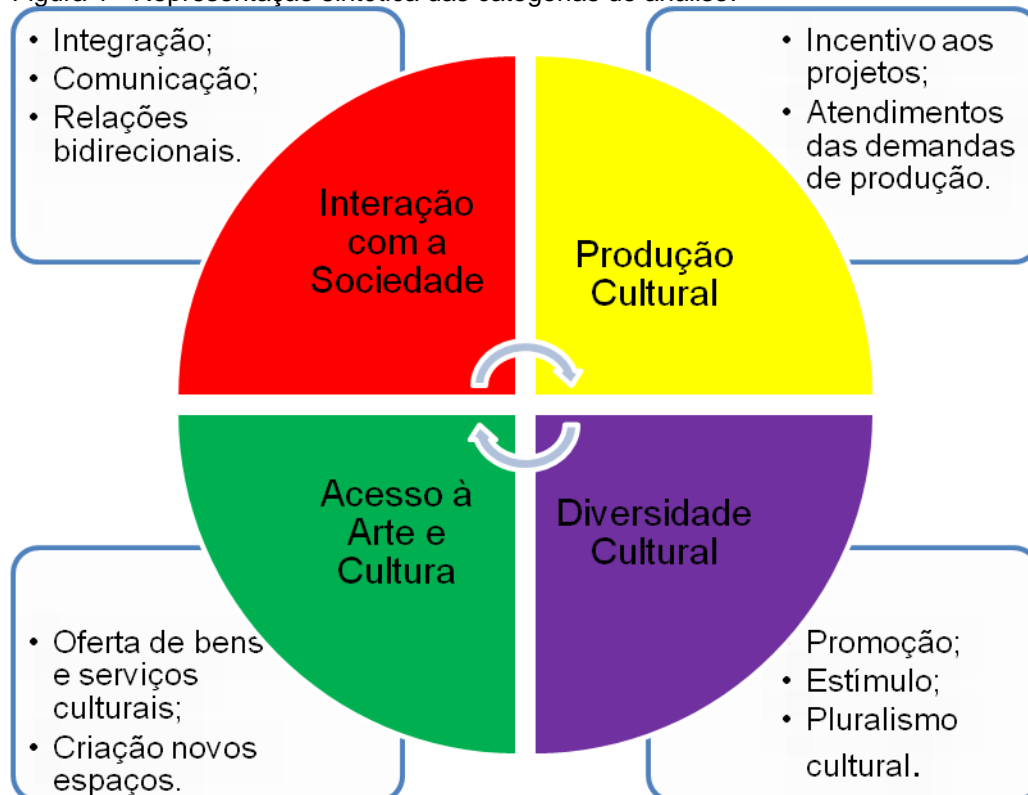 • Integração;
• Comunicação;
• Relações
bidirecionais.
• Incentivo aos
projetos;
• Atendimentos
das demandas
de produção.
Interação
com a
Sociedade
Produção
Cultural
Acesso à
Arte e
Cultura
Diversidade
Cultural
• Oferta de bens
e serviços
culturais;
• Criação novos
espaços.
Promoção;
• Estímulo;
• Pluralismo
cultural.